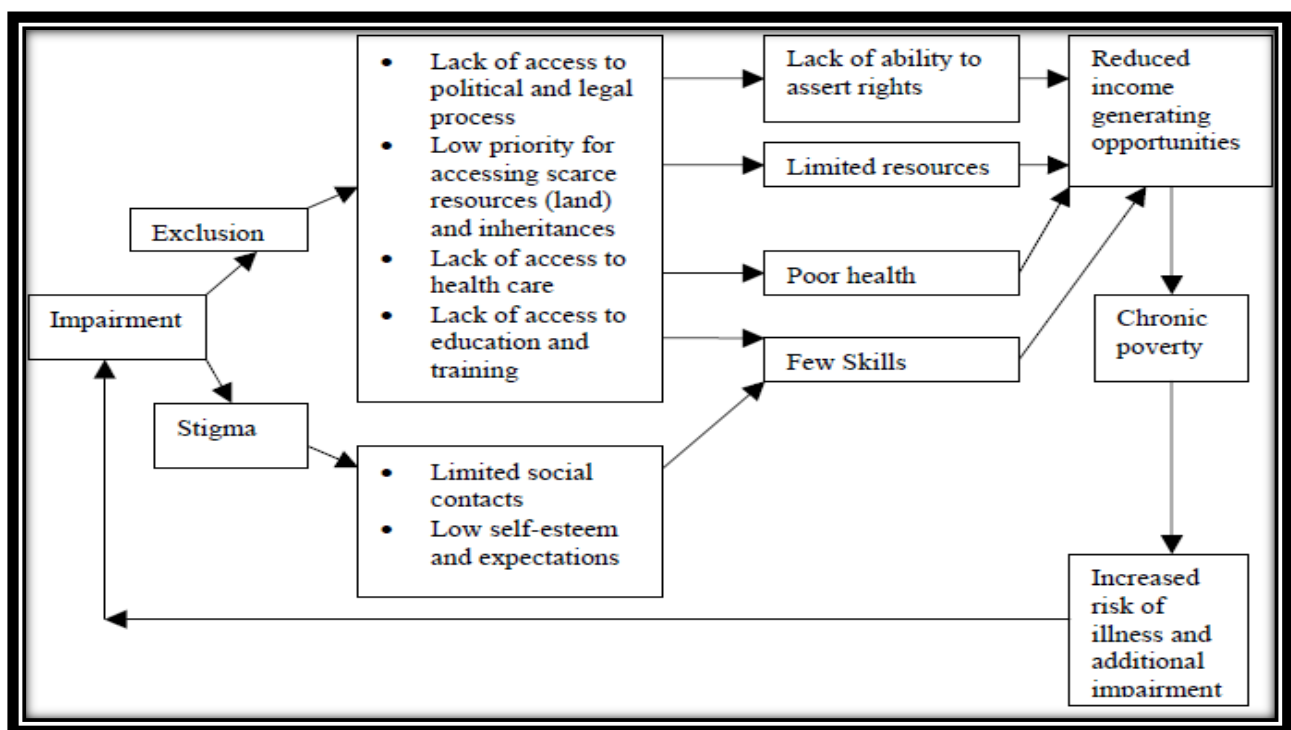 Impairment
Exclusion
Stigma
• Lack of access to
political and legal
process
• Low priority for
accessing scarce
resources (land)
and inheritances
• Lack of access to
health care
• Lack of access to
education and
training
• Limited social
contacts
• Low self-esteem
and expectations
Lack of ability to
assert rights
Limited resources
Poor health
Few Skills
Reduced
income
generating
opportunities
Chronic
poverty
Increased
risk of
illness and
additional
impairment